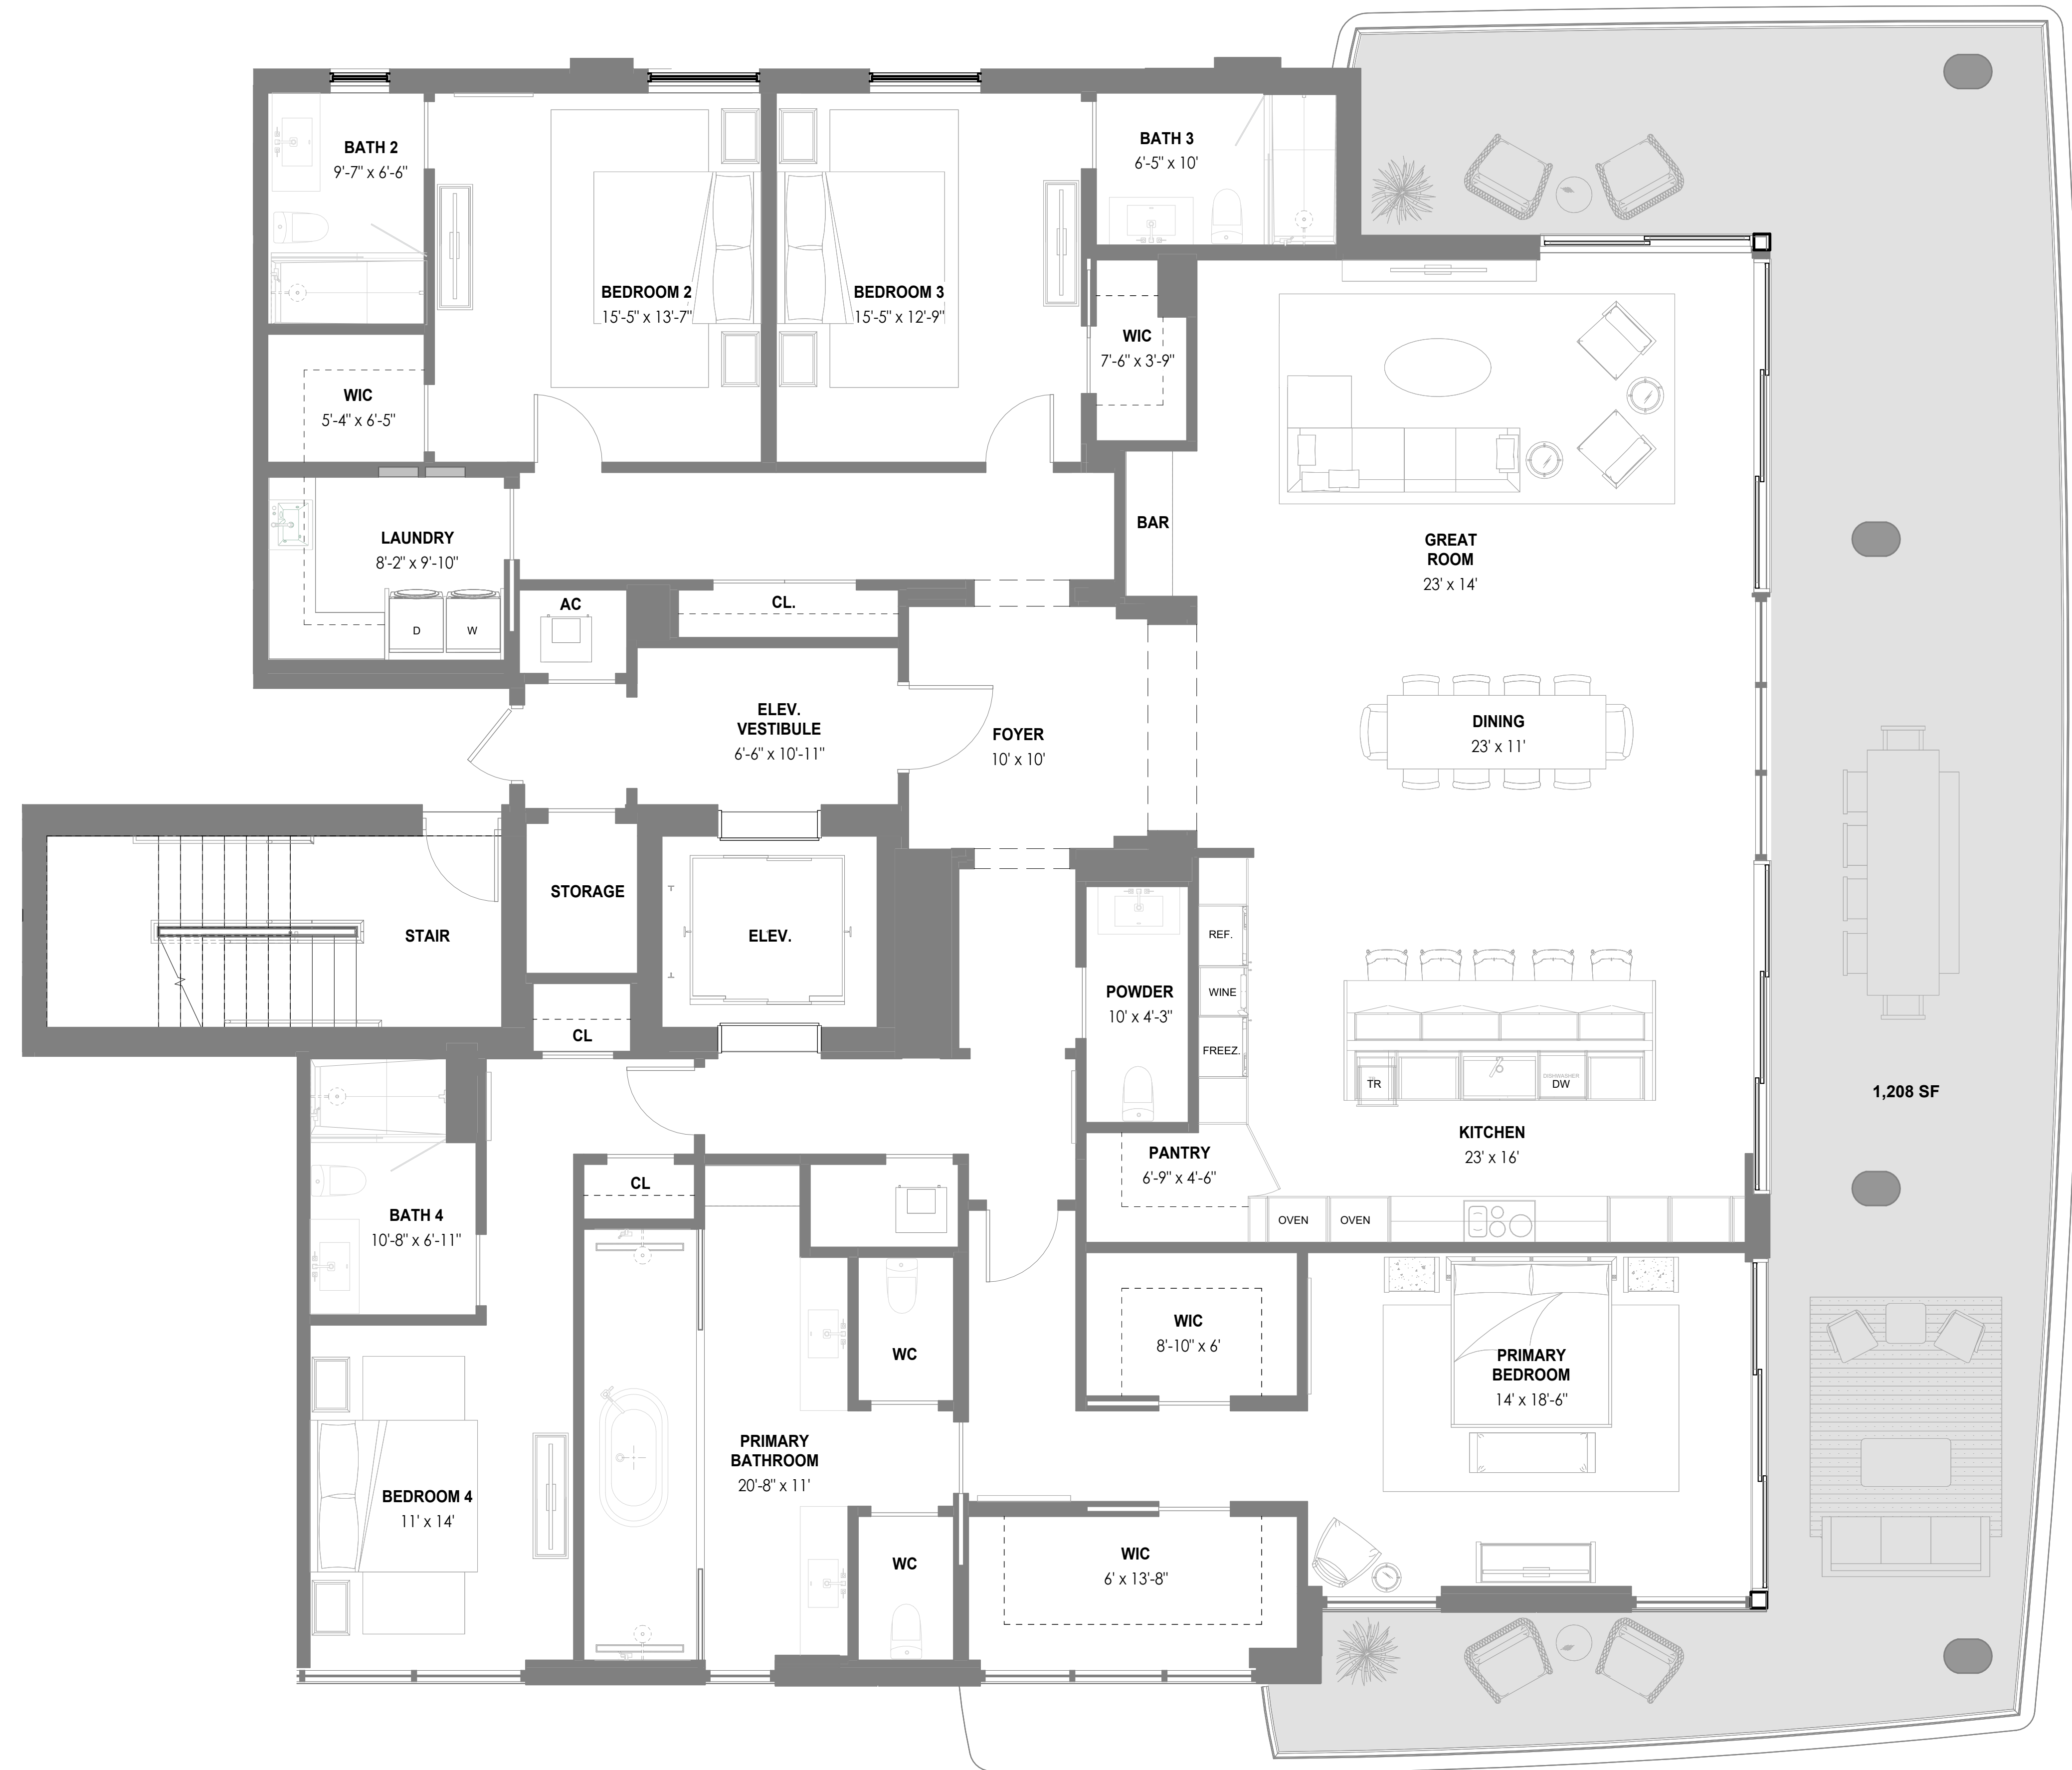 BATH 2
9'-7" x 6'-6"
BEDROOM 2
15'-5" x 13'-7"
BEDROOM 3
15'-5" x 12'-9"
BATH 3
6'-5" x 10'
WIC
7'-6" x 3'-9"
WIC
5'-4" x 6'-5"
LAUNDRY
8'-2" x 9'-10"
D
W
AC
CL.
BAR
GREAT
ROOM
23' x 14'
ELEV.
VESTIBULE
6'-6" x 10'-11"
FOYER
10' x 10'
DINING
23' x 11'
STORAGE
STAIR
ELEV.
CL
POWDER
10' x 4'-3"
REF.
WINE
FREEZ.
TR
DISHWASHER
DW
1,208 SF
KITCHEN
23' x 16'
PANTRY
6'-9" x 4'-6"
OVEN
OVEN
CL
BATH 4
10'-8" x 6'-11"
WC
WIC
8'-10" x 6'
PRIMARY
BEDROOM
14' x 18'-6"
PRIMARY
BATHROOM
20'-8" x 11'
BEDROOM 4
11' x 14'
WC
WIC
6' x 13'-8"